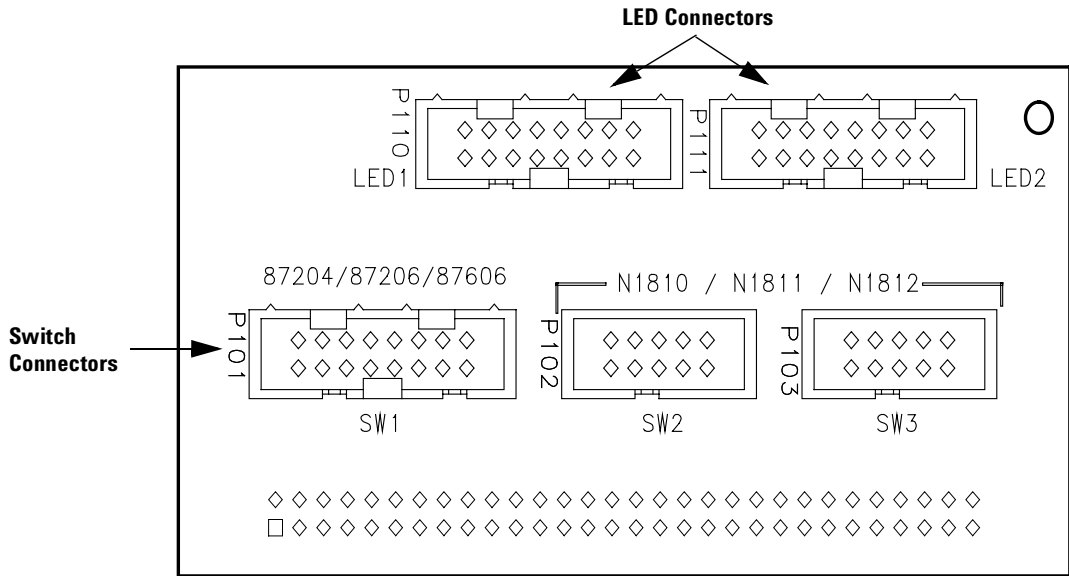 LED Connectors
P110
P111
LED1
LED2
87204/87206/87606
N1810 / N1811 / N1812
Switch
Connectors
P101
P102
P103
SW1
SW2
SW3